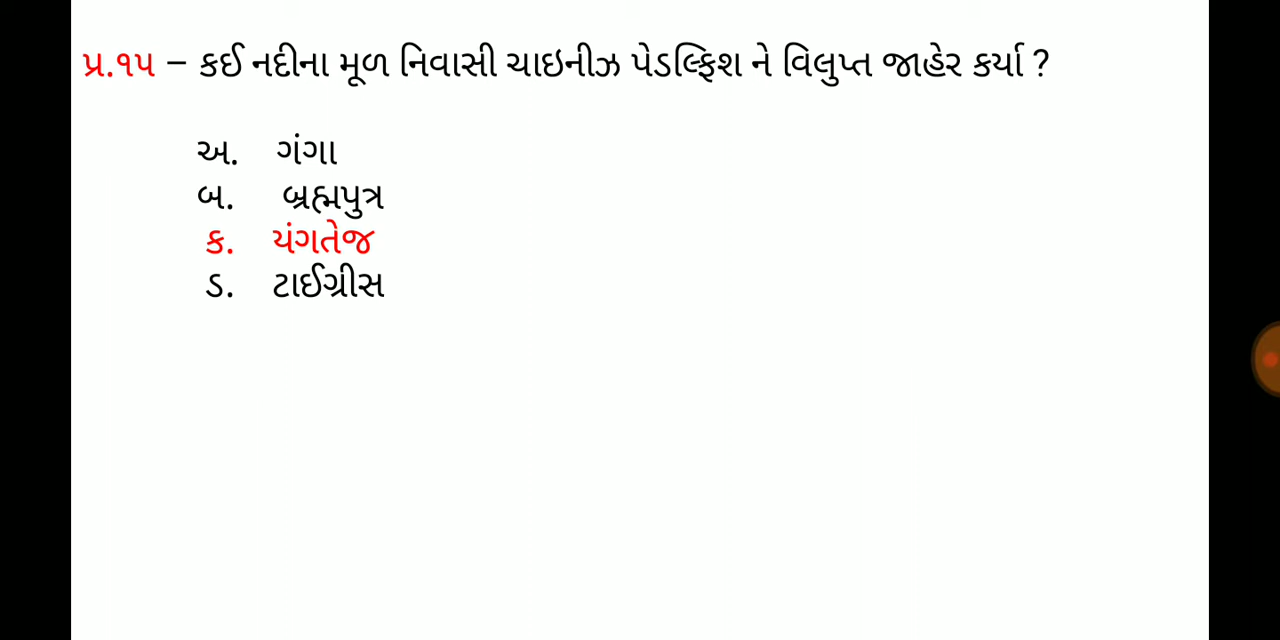 પ્ર.૧૫ – કઈ નદીના મૂળ નિવાસી ચાઇનીઝ પેડલ્ફિશ ને વિલુપ્ત જાહેર કર્યા ?
અ. ગંગા
બ. બ્રહ્મપુત્ર
ક. યંગતેજ
ડ. ટાઈગ્રીસ